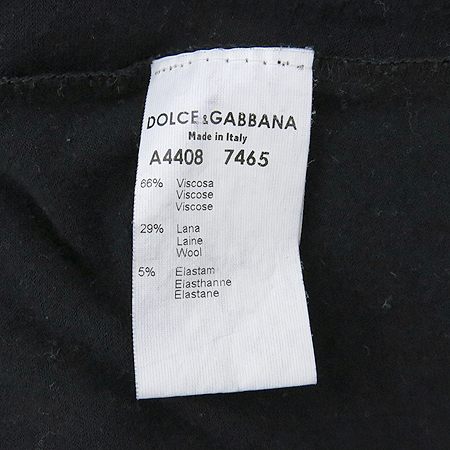 DOLCE&GABBANA
Made in Italy
A4408 7465
66% Viscosa
Viscose
Viscose
29% Lana
Laine
Wool
5% Elastam
Elasthanne
Elastane